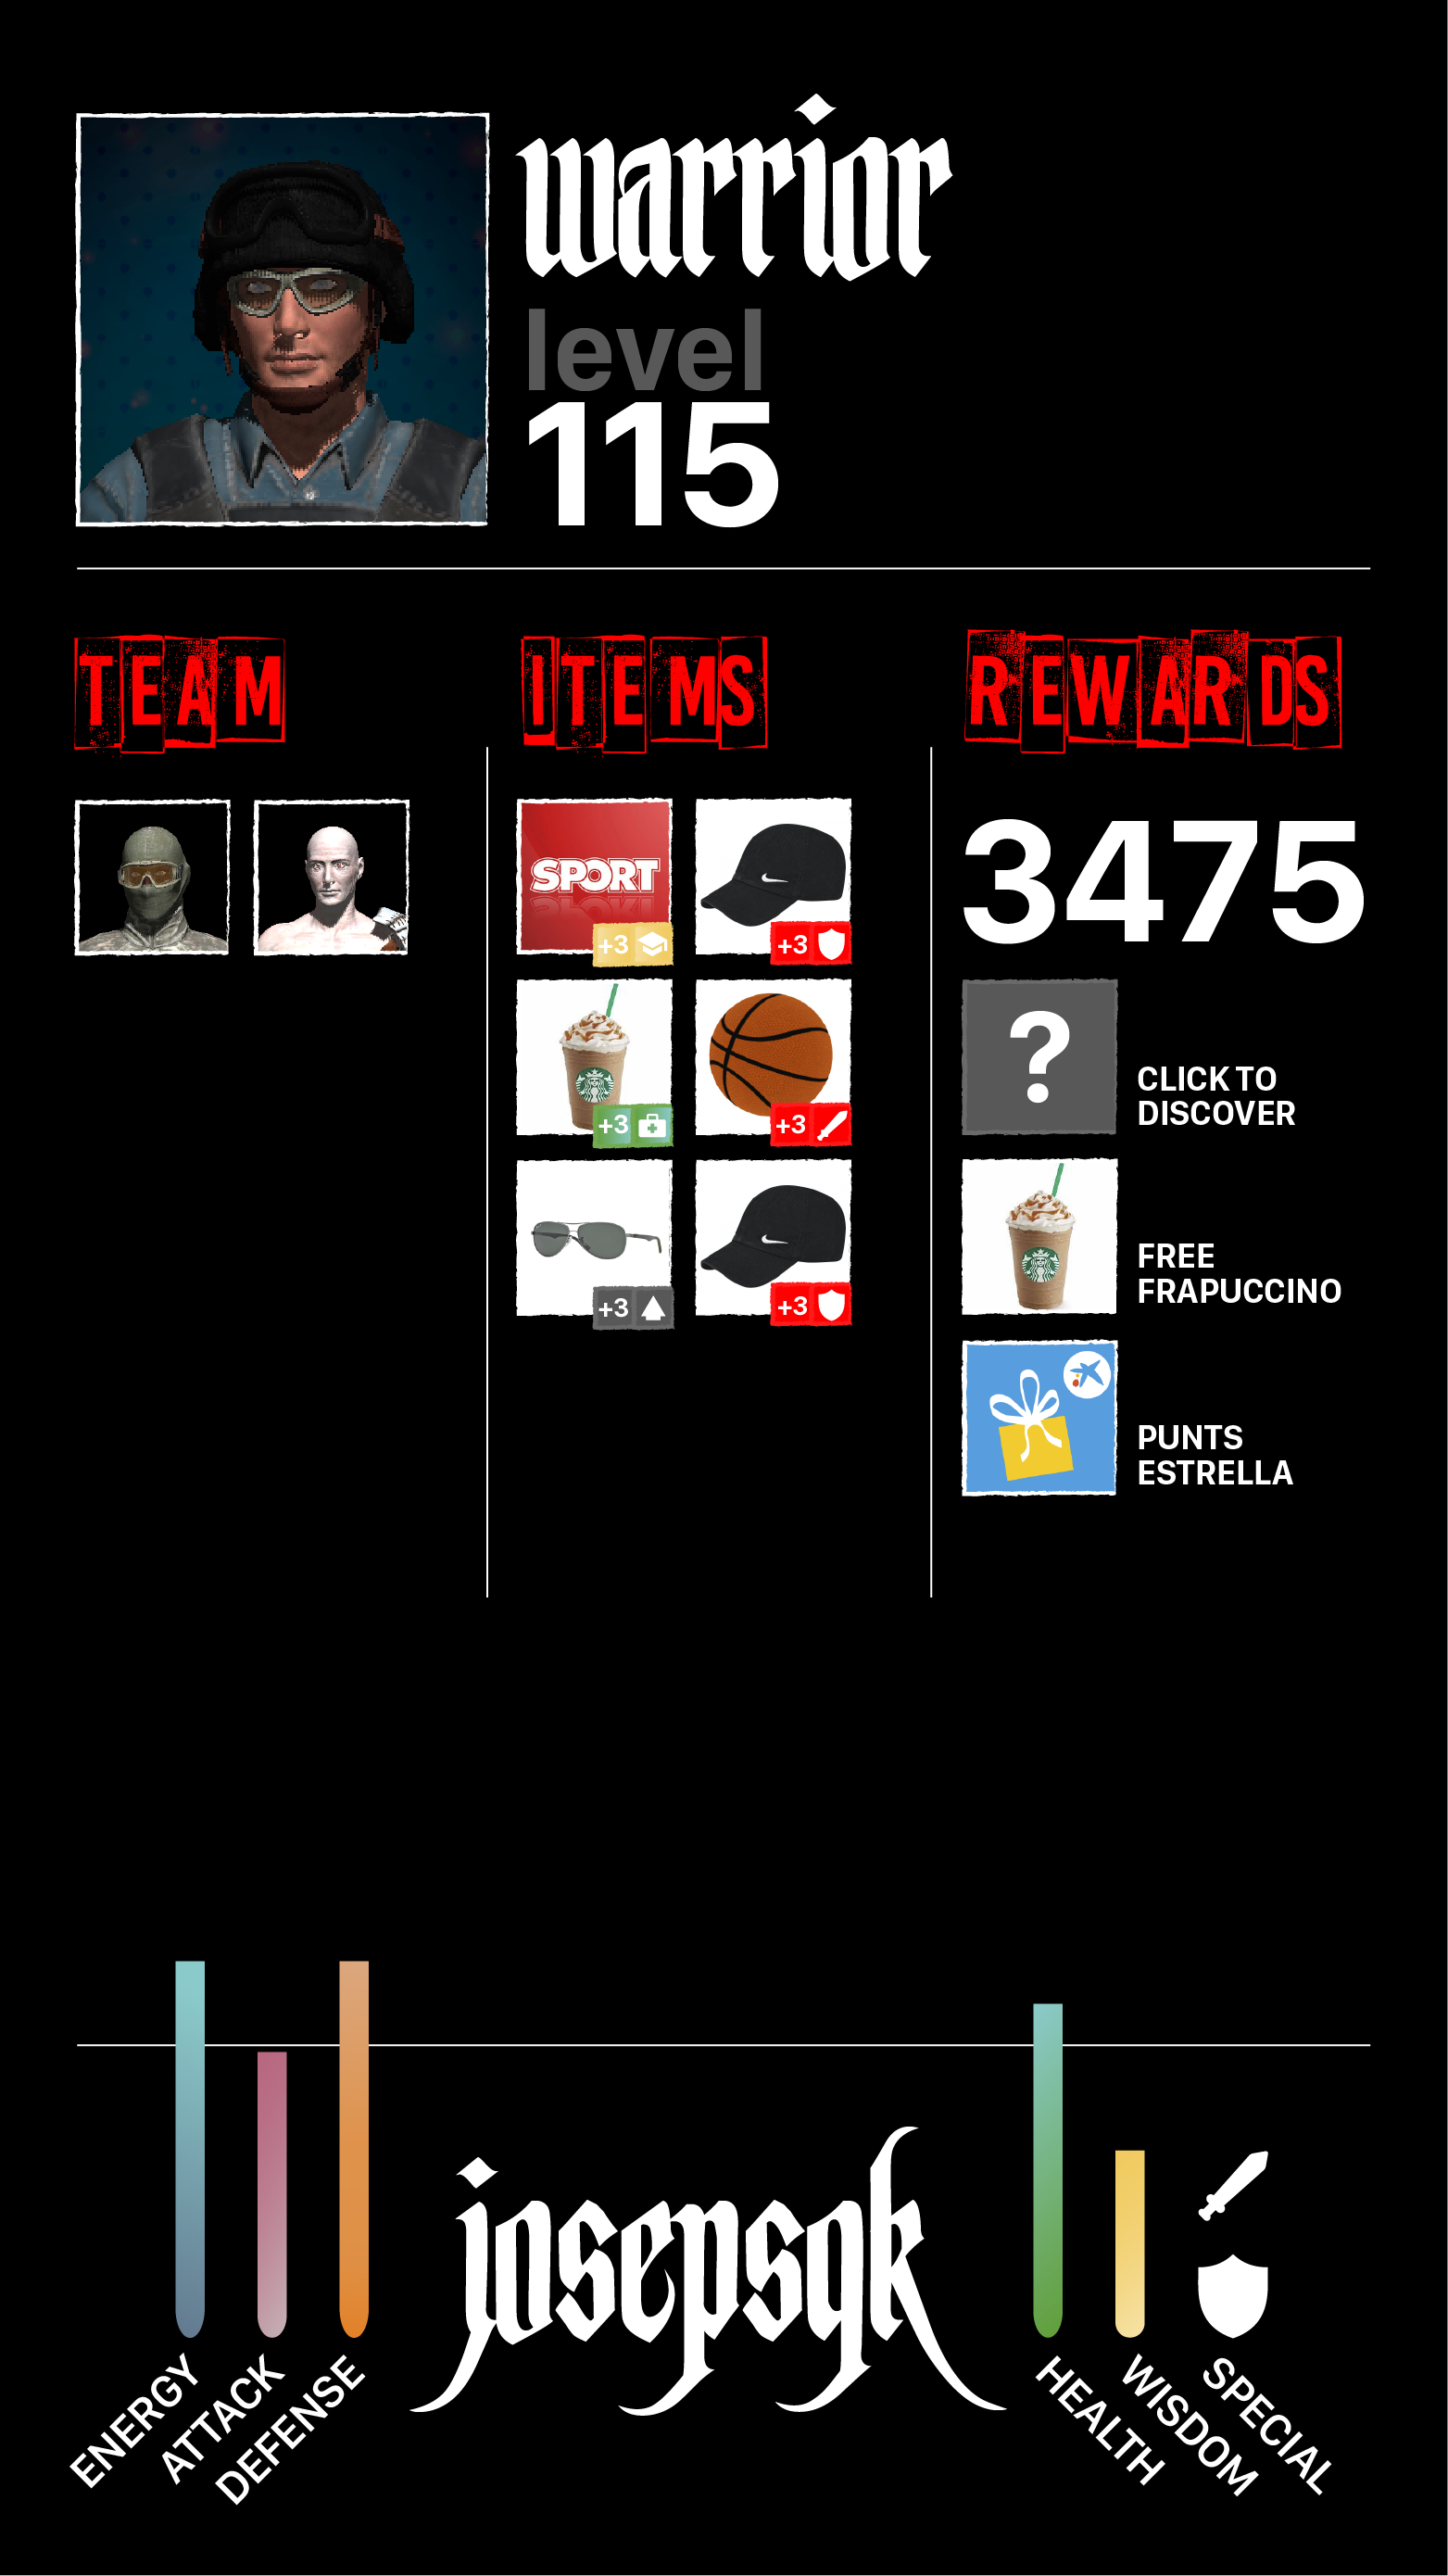 warrior
level
115
TEAM
ITEMS
REWARDS
SPORT
+3
+3
3475
?
CLICK TO
DISCOVER
+3
+3
FREE
FRAPUCCINO
+3
+3
PUNTS
ESTRELLA
josepsgk
ENERGY
ATTACK
DEFENSE
HEALTH
WISDOM
SPECIAL